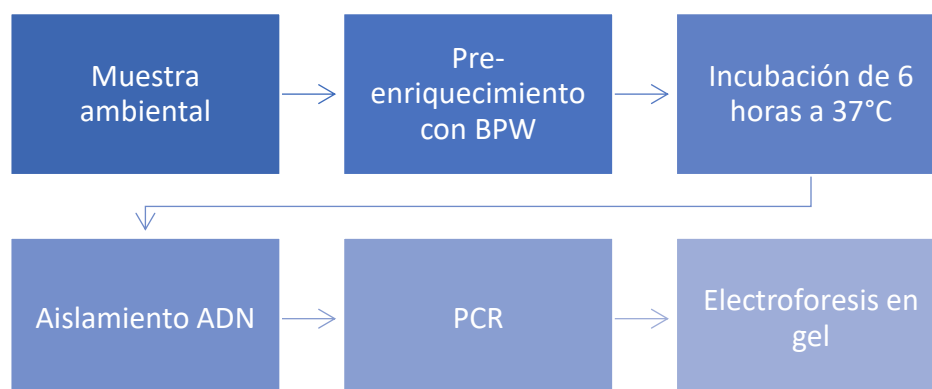 Muestra
ambiental
Pre-
enriquecimiento
con BPW
Incubación de 6
horas a 37°C
Aislamiento ADN
PCR
Electroforesis en
gel